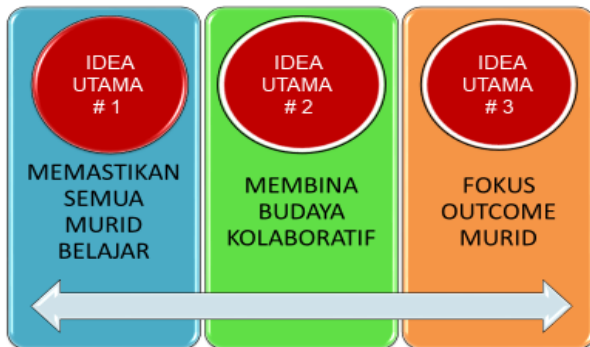 IDEA
UTAMA
# 1
MEMASTIKAN
SEMUA
MURID
BELAJAR
IDEA
UTAMA
# 2
MEMBINA
BUDAYA
KOLABORATIF
IDEA
UTAMA
# 3
FOKUS
OUTCOME
MURID